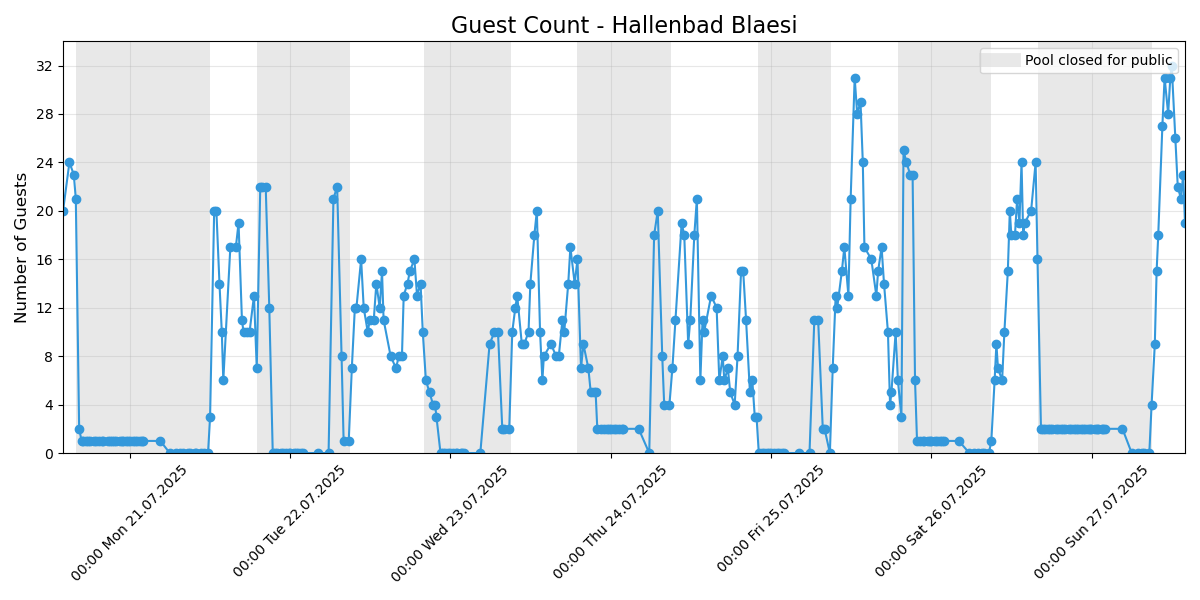 Guest Count - Hallenbad Blaesi
Pool closed for public
Number of Guests
32
28
24
20
16
12
8
4
0
00:00 Mon 21.07.2025
00:00 Tue 22.07.2025
00:00 Wed 23.07.2025
00:00 Thu 24.07.2025
00:00 Fri 25.07.2025
00:00 Sat 26.07.2025
00:00 Sun 27.07.2025